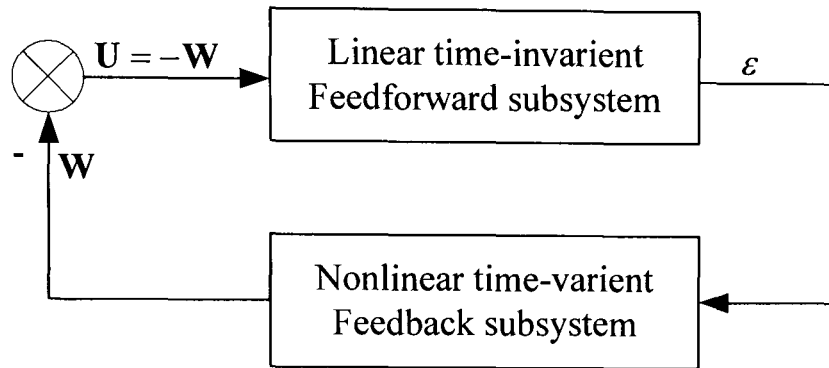 U = −W
Linear time-invarient
Feedforward subsystem
ε
-
W
Nonlinear time-varient
Feedback subsystem